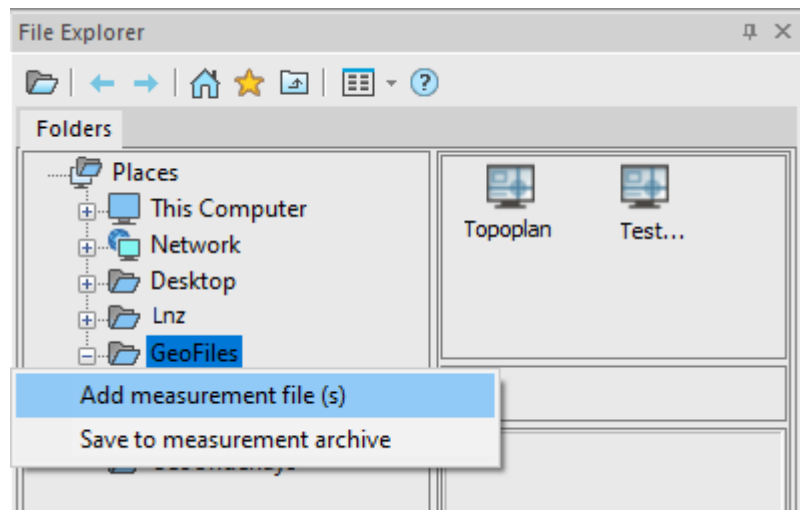 File Explorer
Folders
Places
This Computer
Network
Desktop
Lnz
GeoFiles
Add measurement file (s)
Save to measurement archive
Topoplan
Test...